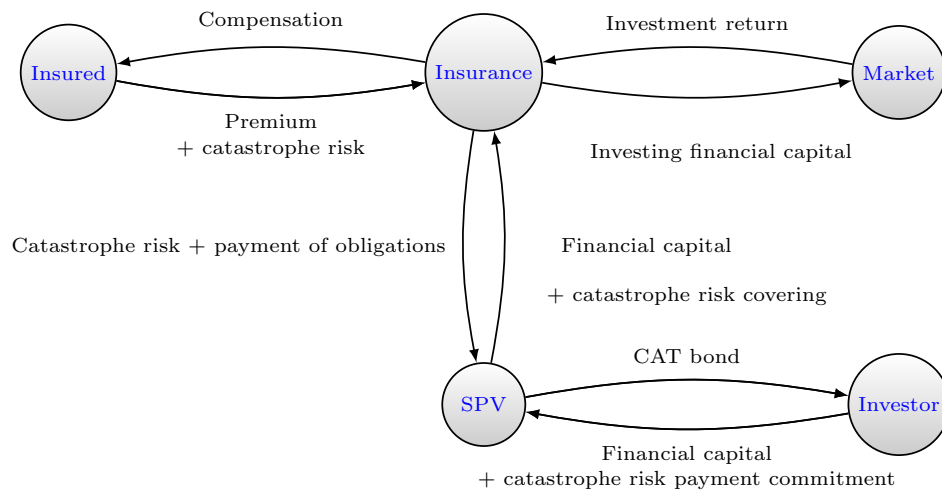 Compensation
Investment return
Insured
Insurance
Market
Premium
+ catastrophe risk
Investing financial capital
Catastrophe risk + payment of obligations
Financial capital
+ catastrophe risk covering
CAT bond
SPV
Investor
Financial capital
+ catastrophe risk payment commitment